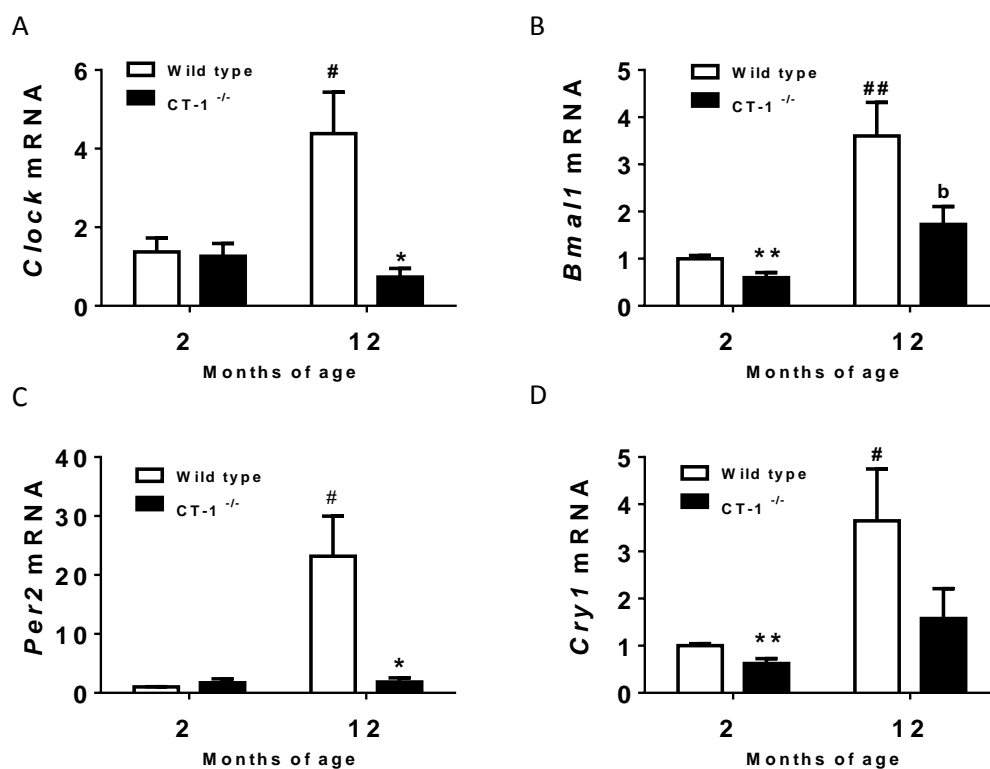 A
Clock mRNA
6
4
2
0
Wild type
CT-1 -/-
#
*
2
12
Months of age
B
Bmal1 mRNA
5
4
3
2
1
0
Wild type
CT-1 -/-
**
##
b
2
12
Months of age
C
Per2 mRNA
40
30
20
10
0
Wild type
CT-1 -/-
#
*
2
12
Months of age
D
Cry1 mRNA
5
4
3
2
1
0
Wild type
CT-1 -/-
**
#
2
12
Months of age